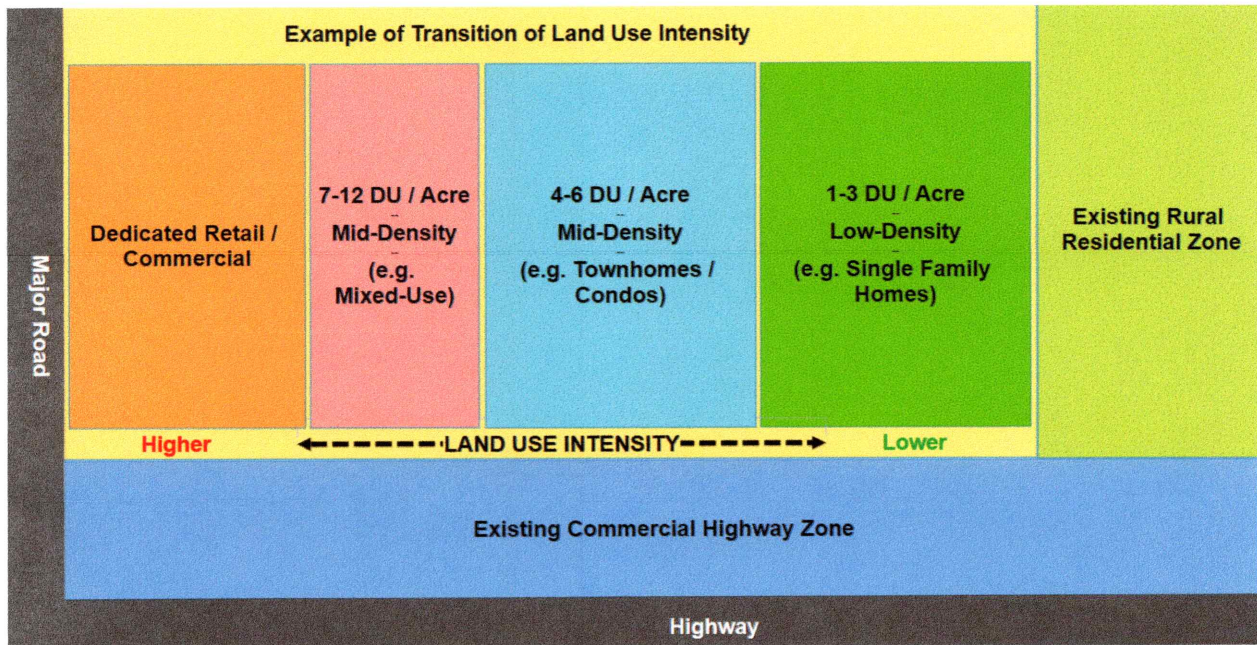 Example of Transition of Land Use Intensity
Major Road
Dedicated Retail /
Commercial
7-12 DU / Acre
–
Mid-Density
–
(e.g.
Mixed-Use)
4-6 DU / Acre
–
Mid-Density
–
(e.g. Townhomes /
Condos)
1-3 DU / Acre
–
Low-Density
–
(e.g. Single Family
Homes)
Existing Rural
Residential Zone
Higher
LAND USE INTENSITY
Lower
Existing Commercial Highway Zone
Highway